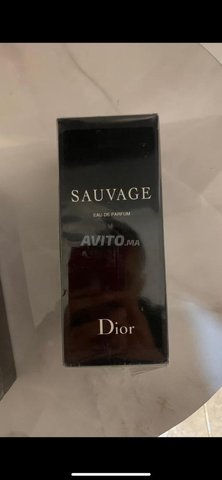 SAUVAGE
EAU DE PARFUM
AVITO.MA
Dior